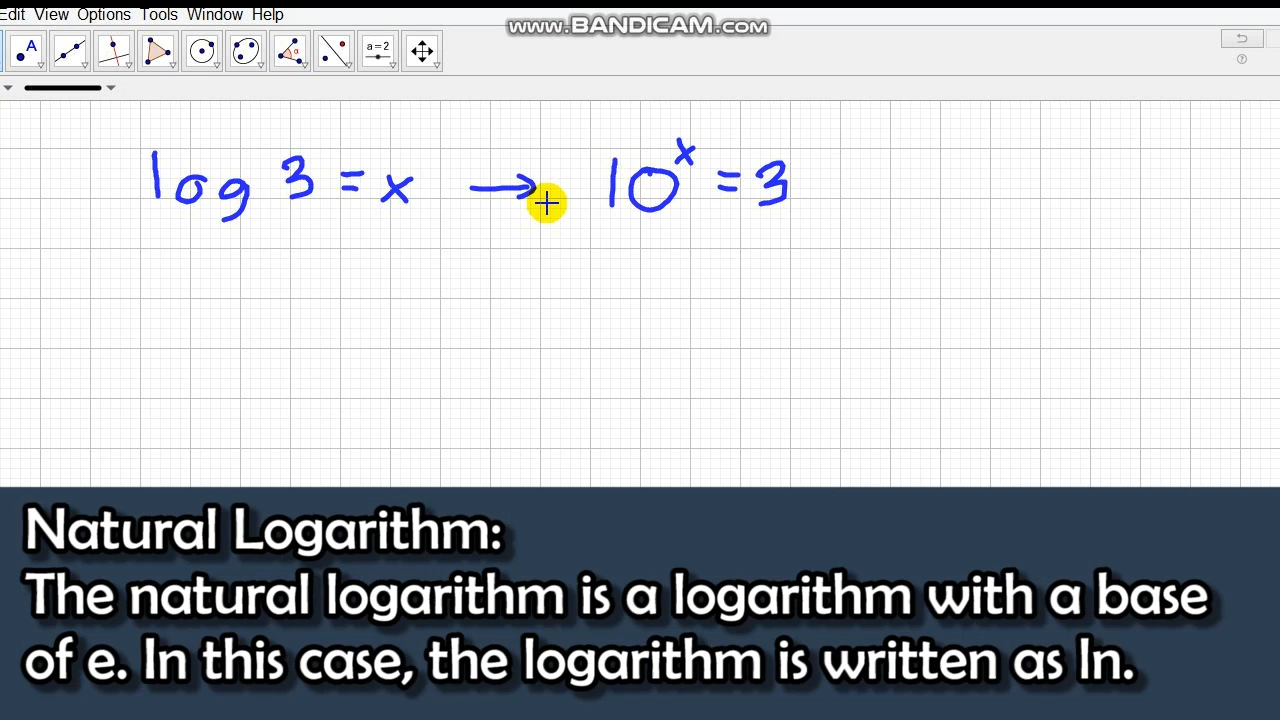 Edit View Options Tools Window Help
www.BANDICAM.com
A
α
a=2
log 3 = x → 10^x = 3
Natural Logarithm:
The natural logarithm is a logarithm with a base
of e. In this case, the logarithm is written as ln.